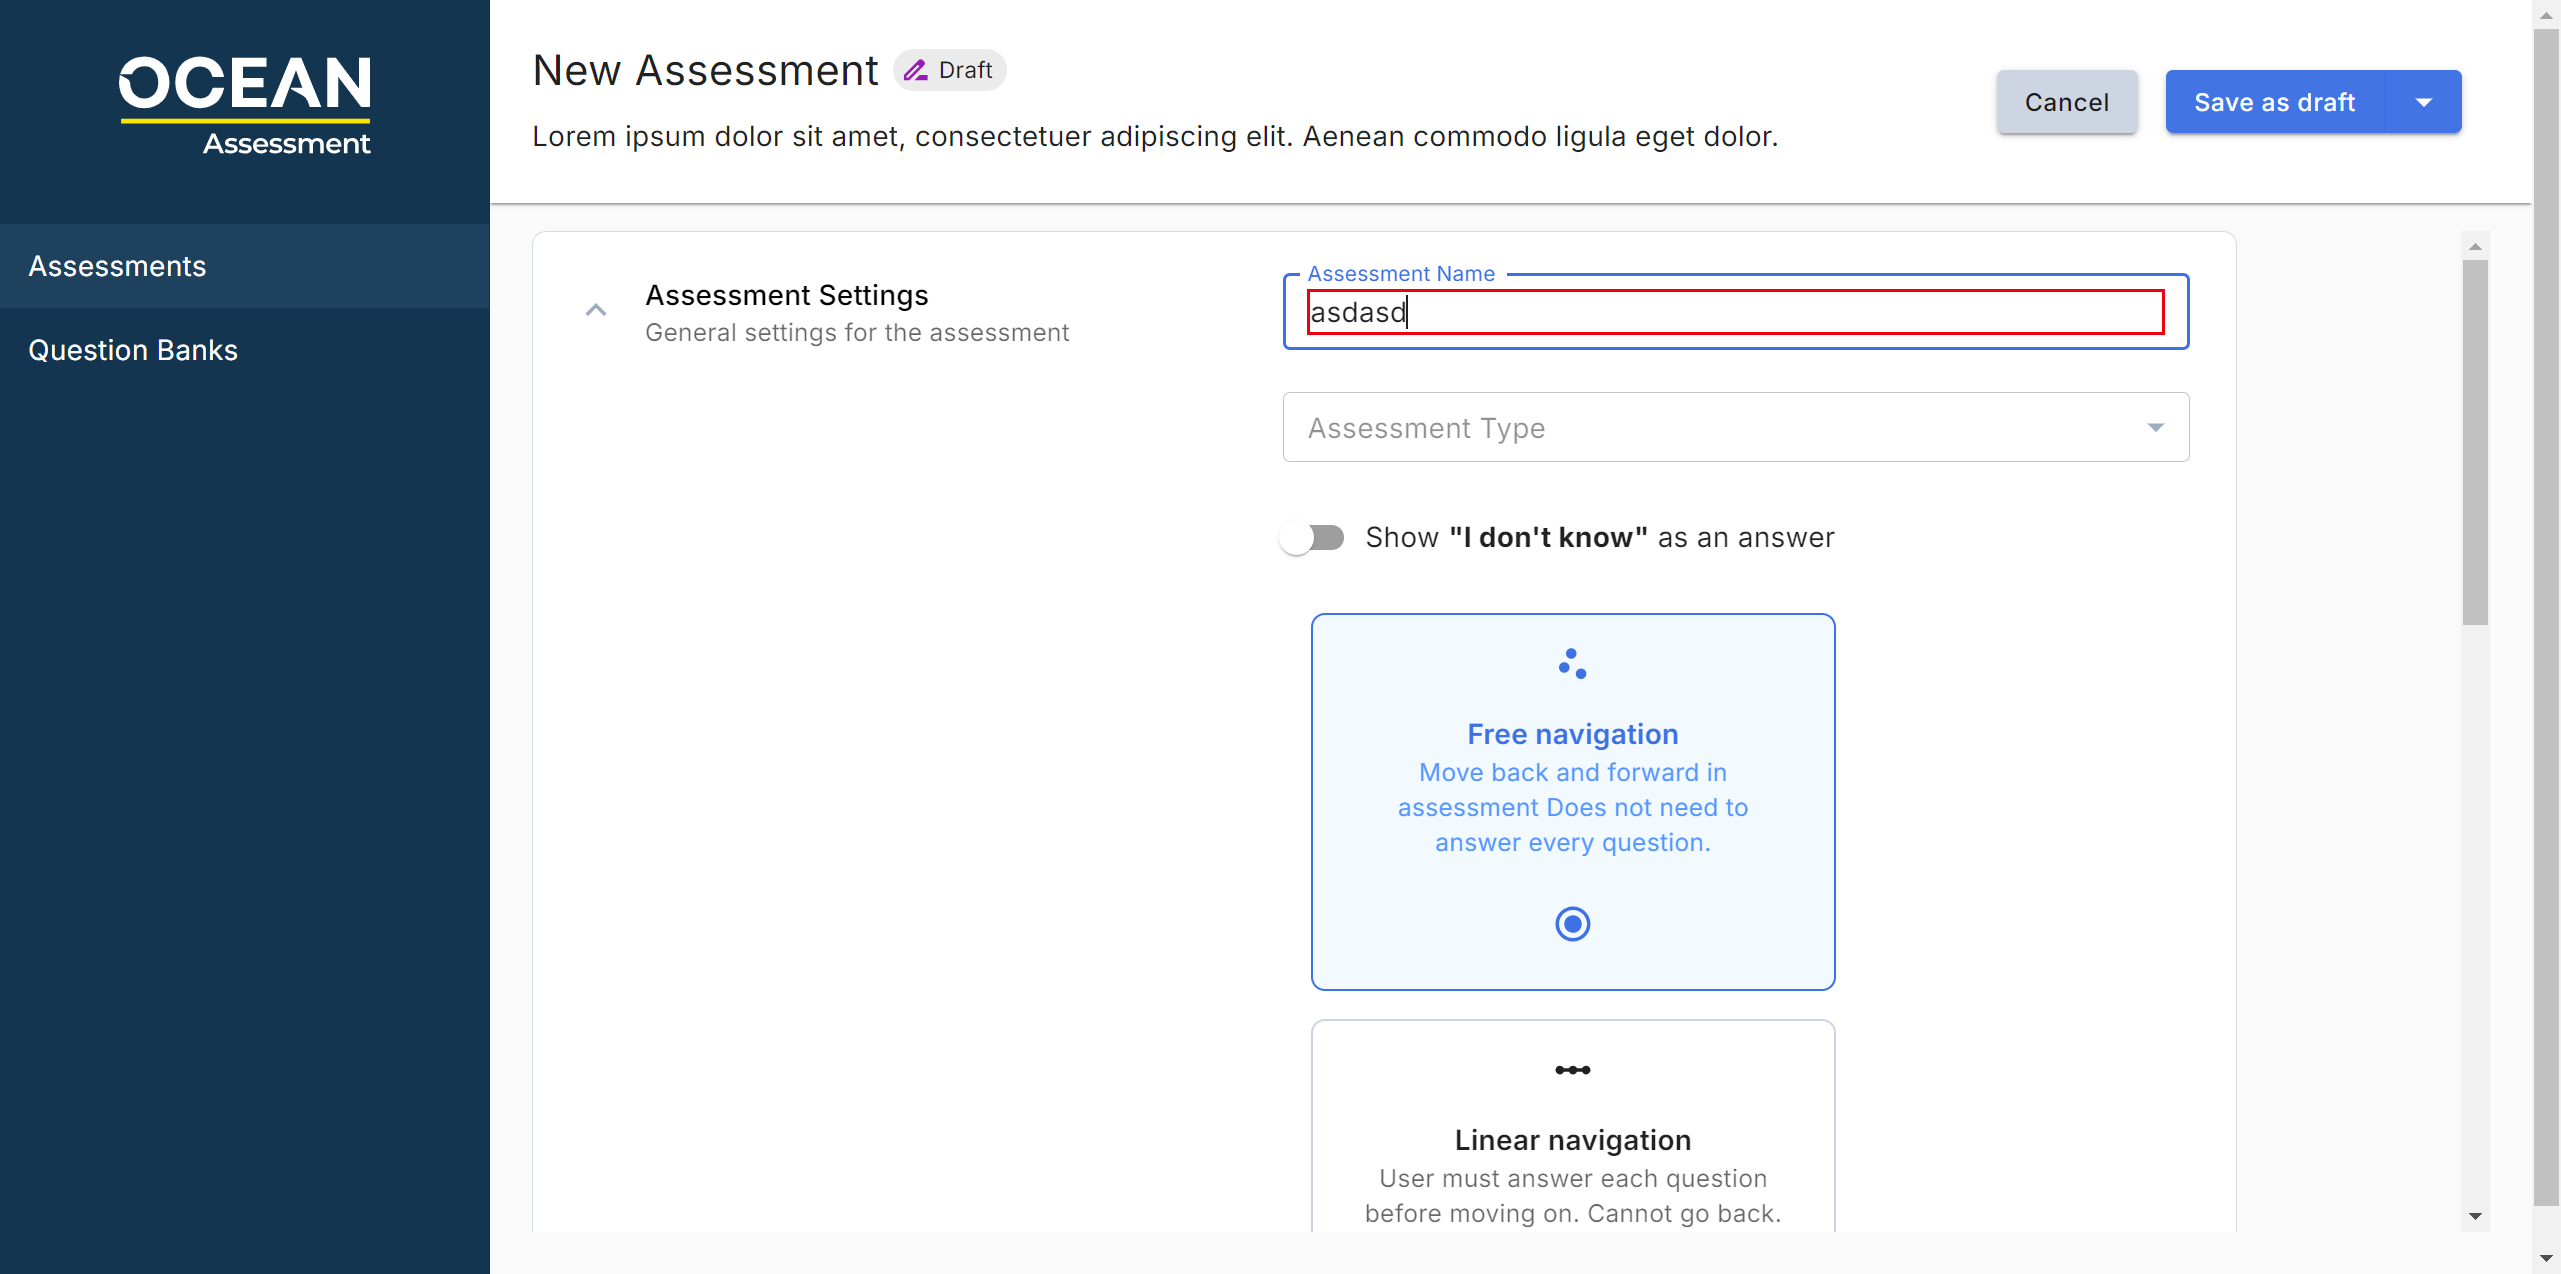 OCEAN
Assessment
Assessments
Question Banks
New Assessment
Draft
Lorem ipsum dolor sit amet, consectetuer adipiscing elit. Aenean commodo ligula eget dolor.
Cancel
Save as draft
Assessment Settings
General settings for the assessment
Assessment Name
asdasd
Assessment Type
Show "I don't know" as an answer
Free navigation
Move back and forward in
assessment Does not need to
answer every question.
Linear navigation
User must answer each question
before moving on. Cannot go back.